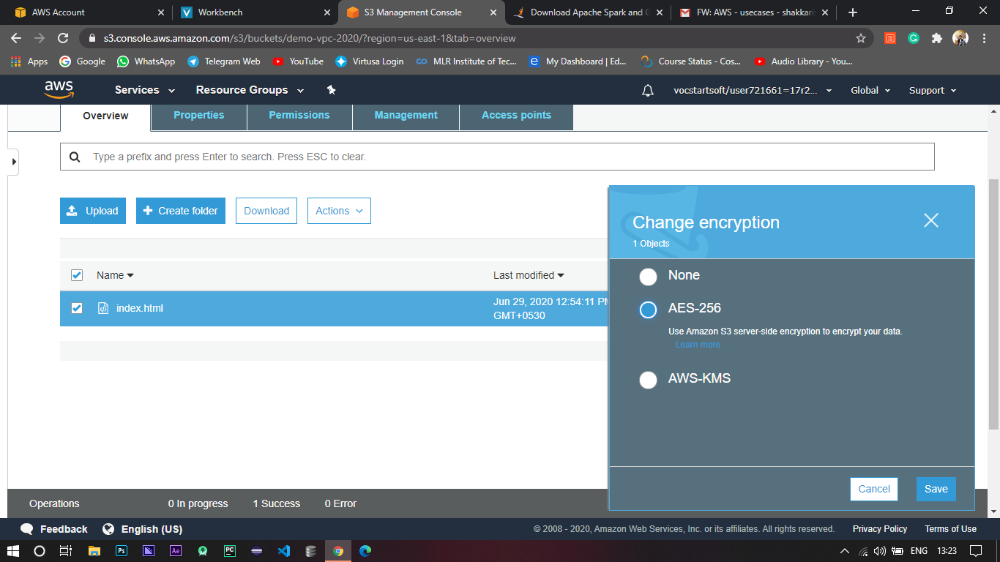 AWS Account
Workbench
S3 Management Console
Download Apache Spark and G
FW: AWS - usecases - shakkari
s3.console.aws.amazon.com/s3/buckets/demo-vpc-2020/?region=us-east-1&tab=overview
Apps
Google
WhatsApp
Telegram Web
YouTube
Virtusa Login
MLR Institute of Tec...
My Dashboard | Ed...
Course Status - Cos...
Audio Library - You...
aws
Services
Resource Groups
vocstartsoft/user721661=17r2...
Global
Support
Overview
Properties
Permissions
Management
Access points
Type a prefix and press Enter to search. Press ESC to clear.
Upload
Create folder
Download
Actions
Name
Last modified
index.html
Jun 29, 2020 12:54:11 PM
GMT+0530
Change encryption
1 Objects
None
AES-256
Use Amazon S3 server-side encryption to encrypt your data.
Learn more
AWS-KMS
Cancel
Save
Operations
0 In progress
1 Success
0 Error
Feedback
English (US)
© 2008 - 2020, Amazon Web Services, Inc. or its affiliates. All rights reserved.
Privacy Policy
Terms of Use
Ps
Ae
PC
ENG
13:23